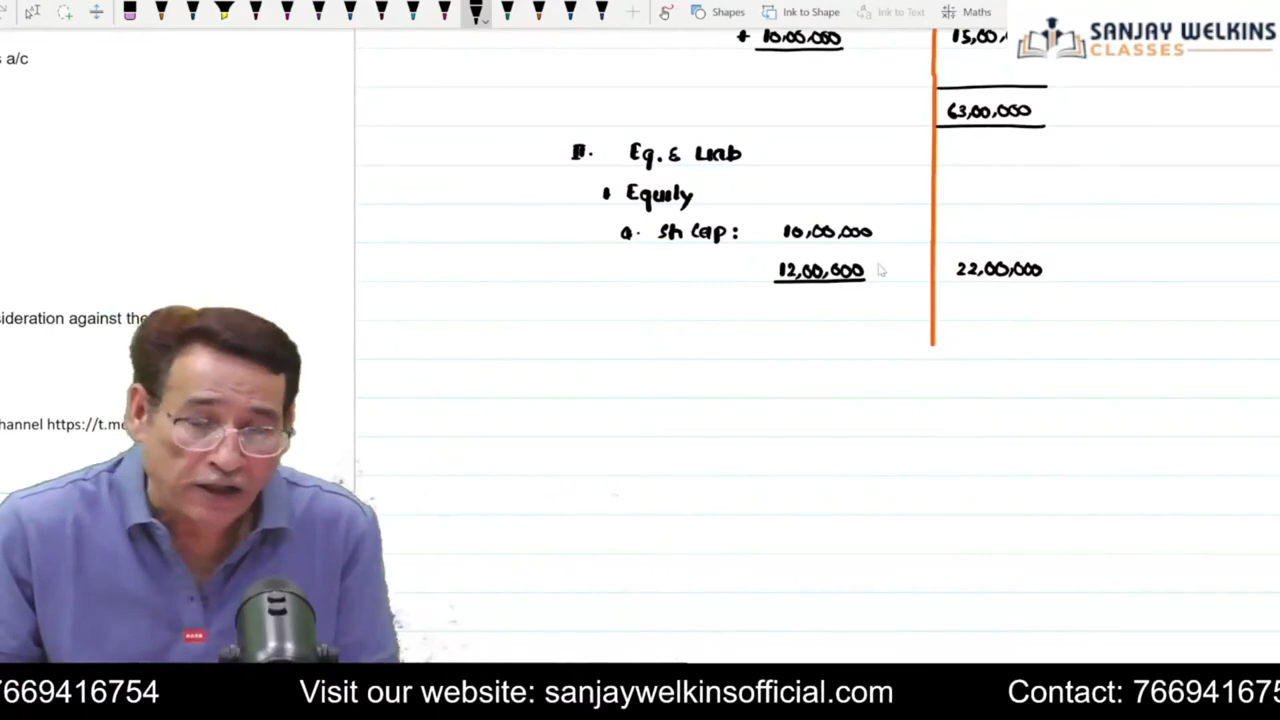 Shapes Ink to Shape Ink to Text Maths
SANJAY WELKINS
CLASSES
s a/c
+ 10,00,000 15,00,
63,00,000
II. Eq. & Liab
1 Equity
a. Sh Cap: 10,00,000
12,00,000 22,00,000
sideration against the
hannel https://t.me
7669416754 Visit our website: sanjaywelkinsofficial.com Contact: 766941675